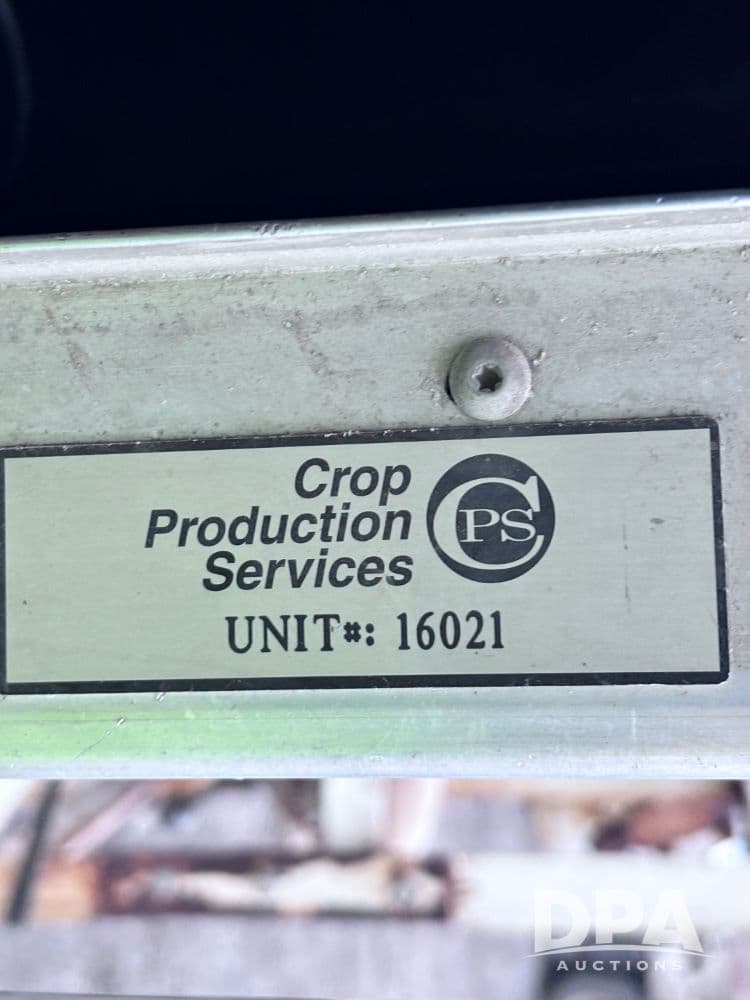 Crop
Production
Services
CPS
UNIT#: 16021
DPA
AUCTIONS